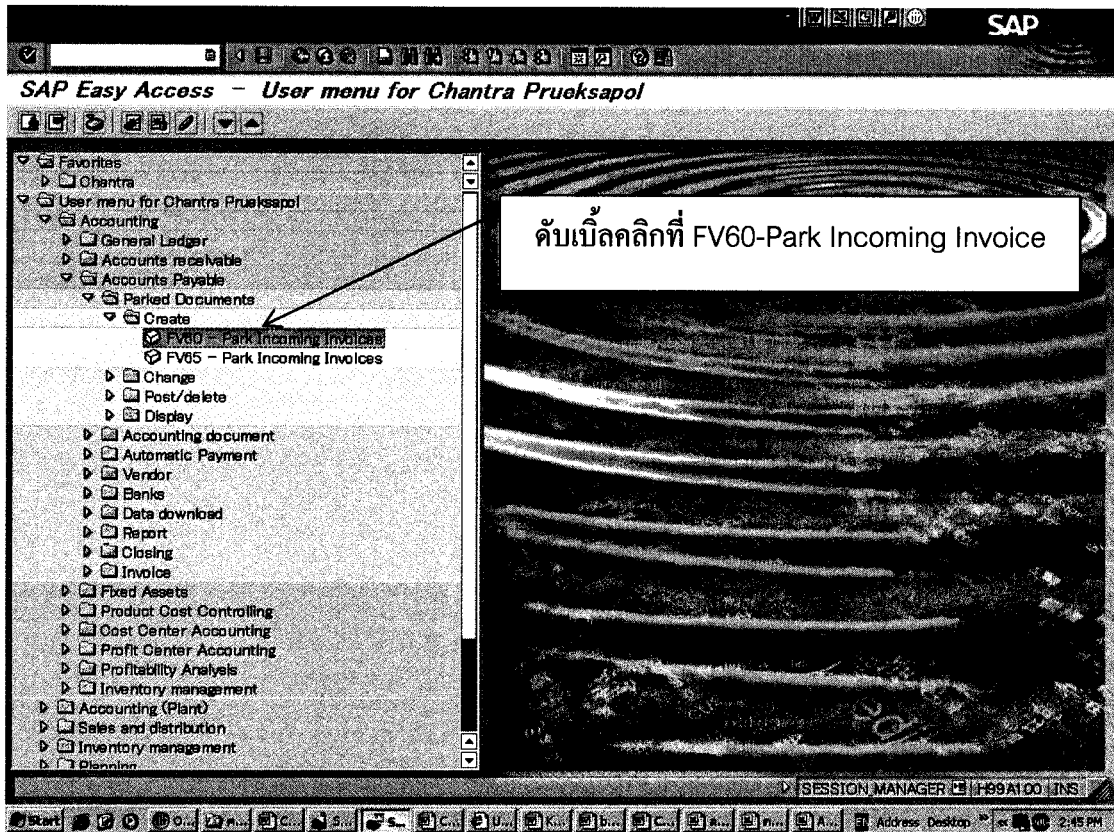 SAP
SAP Easy Access - User menu for Chantra Prueksapol
Favorites
Chantra
User menu for Chantra Prueksapol
Accounting
General Ledger
Accounts receivable
Accounts Payable
Parked Documents
Create
FV60 - Park Incoming Invoices
FV65 - Park Incoming Invoices
Change
Post/delete
Display
Accounting document
Automatic Payment
Vendor
Banks
Data download
Report
Closing
Invoice
Fixed Assets
Product Cost Controlling
Cost Center Accounting
Profit Center Accounting
Profitability Analysis
Inventory management
Accounting (Plant)
Sales and distribution
Inventory management
Planning
ดับเบิ้ลคลิกที่ FV60-Park Incoming Invoice
SESSION_MANAGER H99A100 INS
Start O... n... C... S... S... C... U... K... b... C... a... n... A... Address Desktop » « 2:45 PM